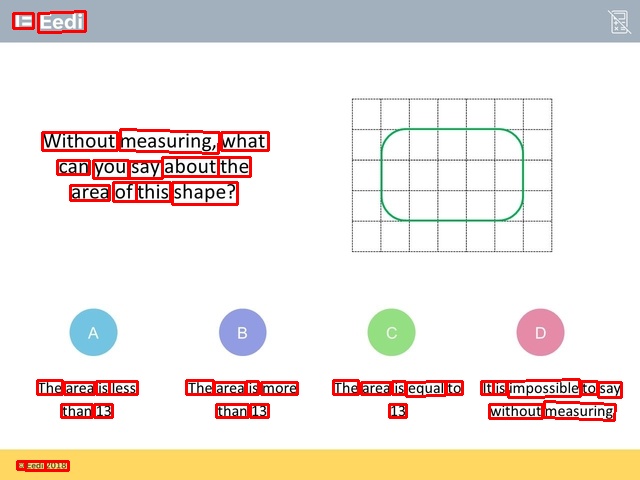 Eedi
Without measuring, what
can you say about the
area of this shape?
A
B
C
D
The area is less
than 13
The area is more
than 13
The area is equal to
13
It is impossible to say
without measuring
© Eedi 2018